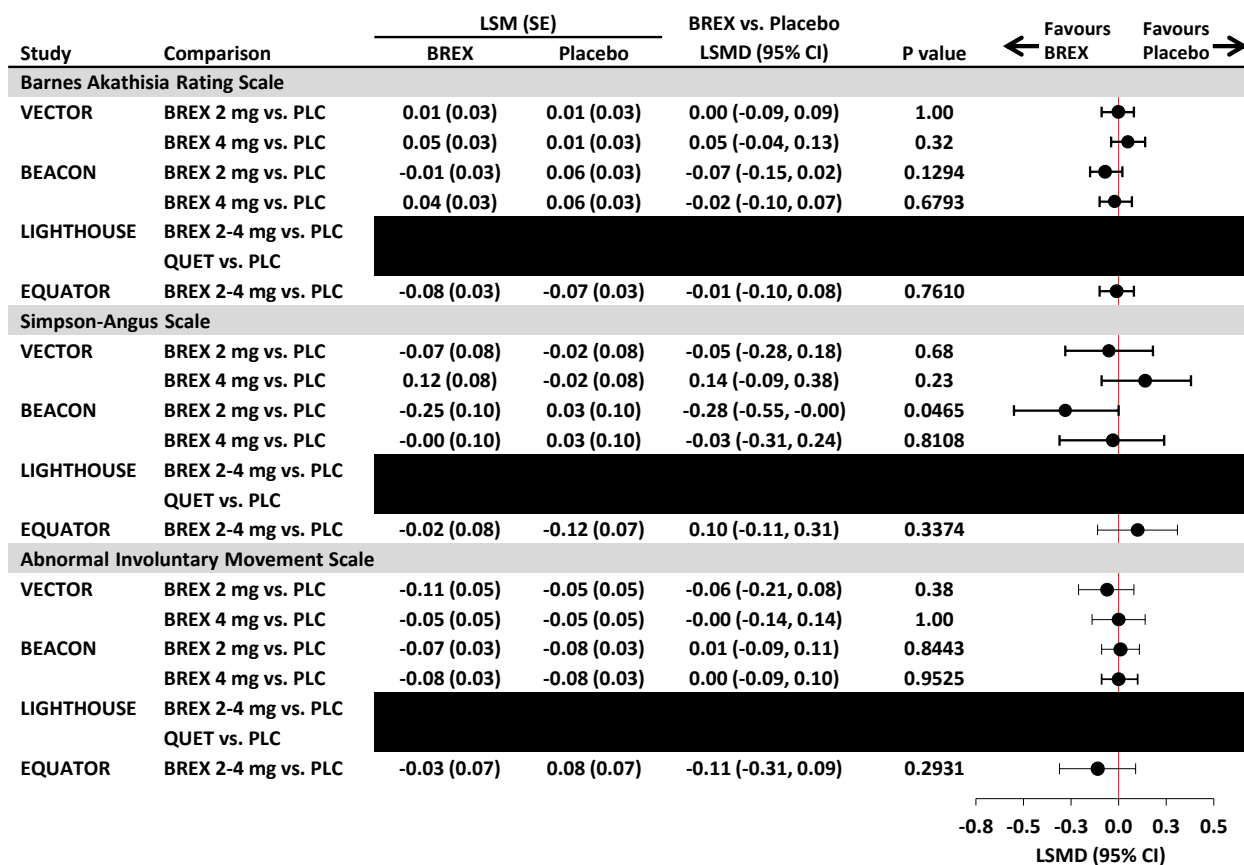 LSM (SE) BREX vs. Placebo Favours Favours
Study Comparison BREX Placebo LSMD (95% CI) P value BREX Placebo
Barnes Akathisia Rating Scale
VECTOR BREX 2 mg vs. PLC 0.01 (0.03) 0.01 (0.03) 0.00 (-0.09, 0.09) 1.00
BREX 4 mg vs. PLC 0.05 (0.03) 0.01 (0.03) 0.05 (-0.04, 0.13) 0.32
BEACON BREX 2 mg vs. PLC -0.01 (0.03) 0.06 (0.03) -0.07 (-0.15, 0.02) 0.1294
BREX 4 mg vs. PLC 0.04 (0.03) 0.06 (0.03) -0.02 (-0.10, 0.07) 0.6793
LIGHTHOUSE BREX 2-4 mg vs. PLC
QUET vs. PLC
EQUATOR BREX 2-4 mg vs. PLC -0.08 (0.03) -0.07 (0.03) -0.01 (-0.10, 0.08) 0.7610
Simpson-Angus Scale
VECTOR BREX 2 mg vs. PLC -0.07 (0.08) -0.02 (0.08) -0.05 (-0.28, 0.18) 0.68
BREX 4 mg vs. PLC 0.12 (0.08) -0.02 (0.08) 0.14 (-0.09, 0.38) 0.23
BEACON BREX 2 mg vs. PLC -0.25 (0.10) 0.03 (0.10) -0.28 (-0.55, -0.00) 0.0465
BREX 4 mg vs. PLC -0.00 (0.10) 0.03 (0.10) -0.03 (-0.31, 0.24) 0.8108
LIGHTHOUSE BREX 2-4 mg vs. PLC
QUET vs. PLC
EQUATOR BREX 2-4 mg vs. PLC -0.02 (0.08) -0.12 (0.07) 0.10 (-0.11, 0.31) 0.3374
Abnormal Involuntary Movement Scale
VECTOR BREX 2 mg vs. PLC -0.11 (0.05) -0.05 (0.05) -0.06 (-0.21, 0.08) 0.38
BREX 4 mg vs. PLC -0.05 (0.05) -0.05 (0.05) -0.00 (-0.14, 0.14) 1.00
BEACON BREX 2 mg vs. PLC -0.07 (0.03) -0.08 (0.03) 0.01 (-0.09, 0.11) 0.8443
BREX 4 mg vs. PLC -0.08 (0.03) -0.08 (0.03) 0.00 (-0.09, 0.10) 0.9525
LIGHTHOUSE BREX 2-4 mg vs. PLC
QUET vs. PLC
EQUATOR BREX 2-4 mg vs. PLC -0.03 (0.07) 0.08 (0.07) -0.11 (-0.31, 0.09) 0.2931
-0.8 -0.5 -0.3 0.0 0.3 0.5
LSMD (95% CI)